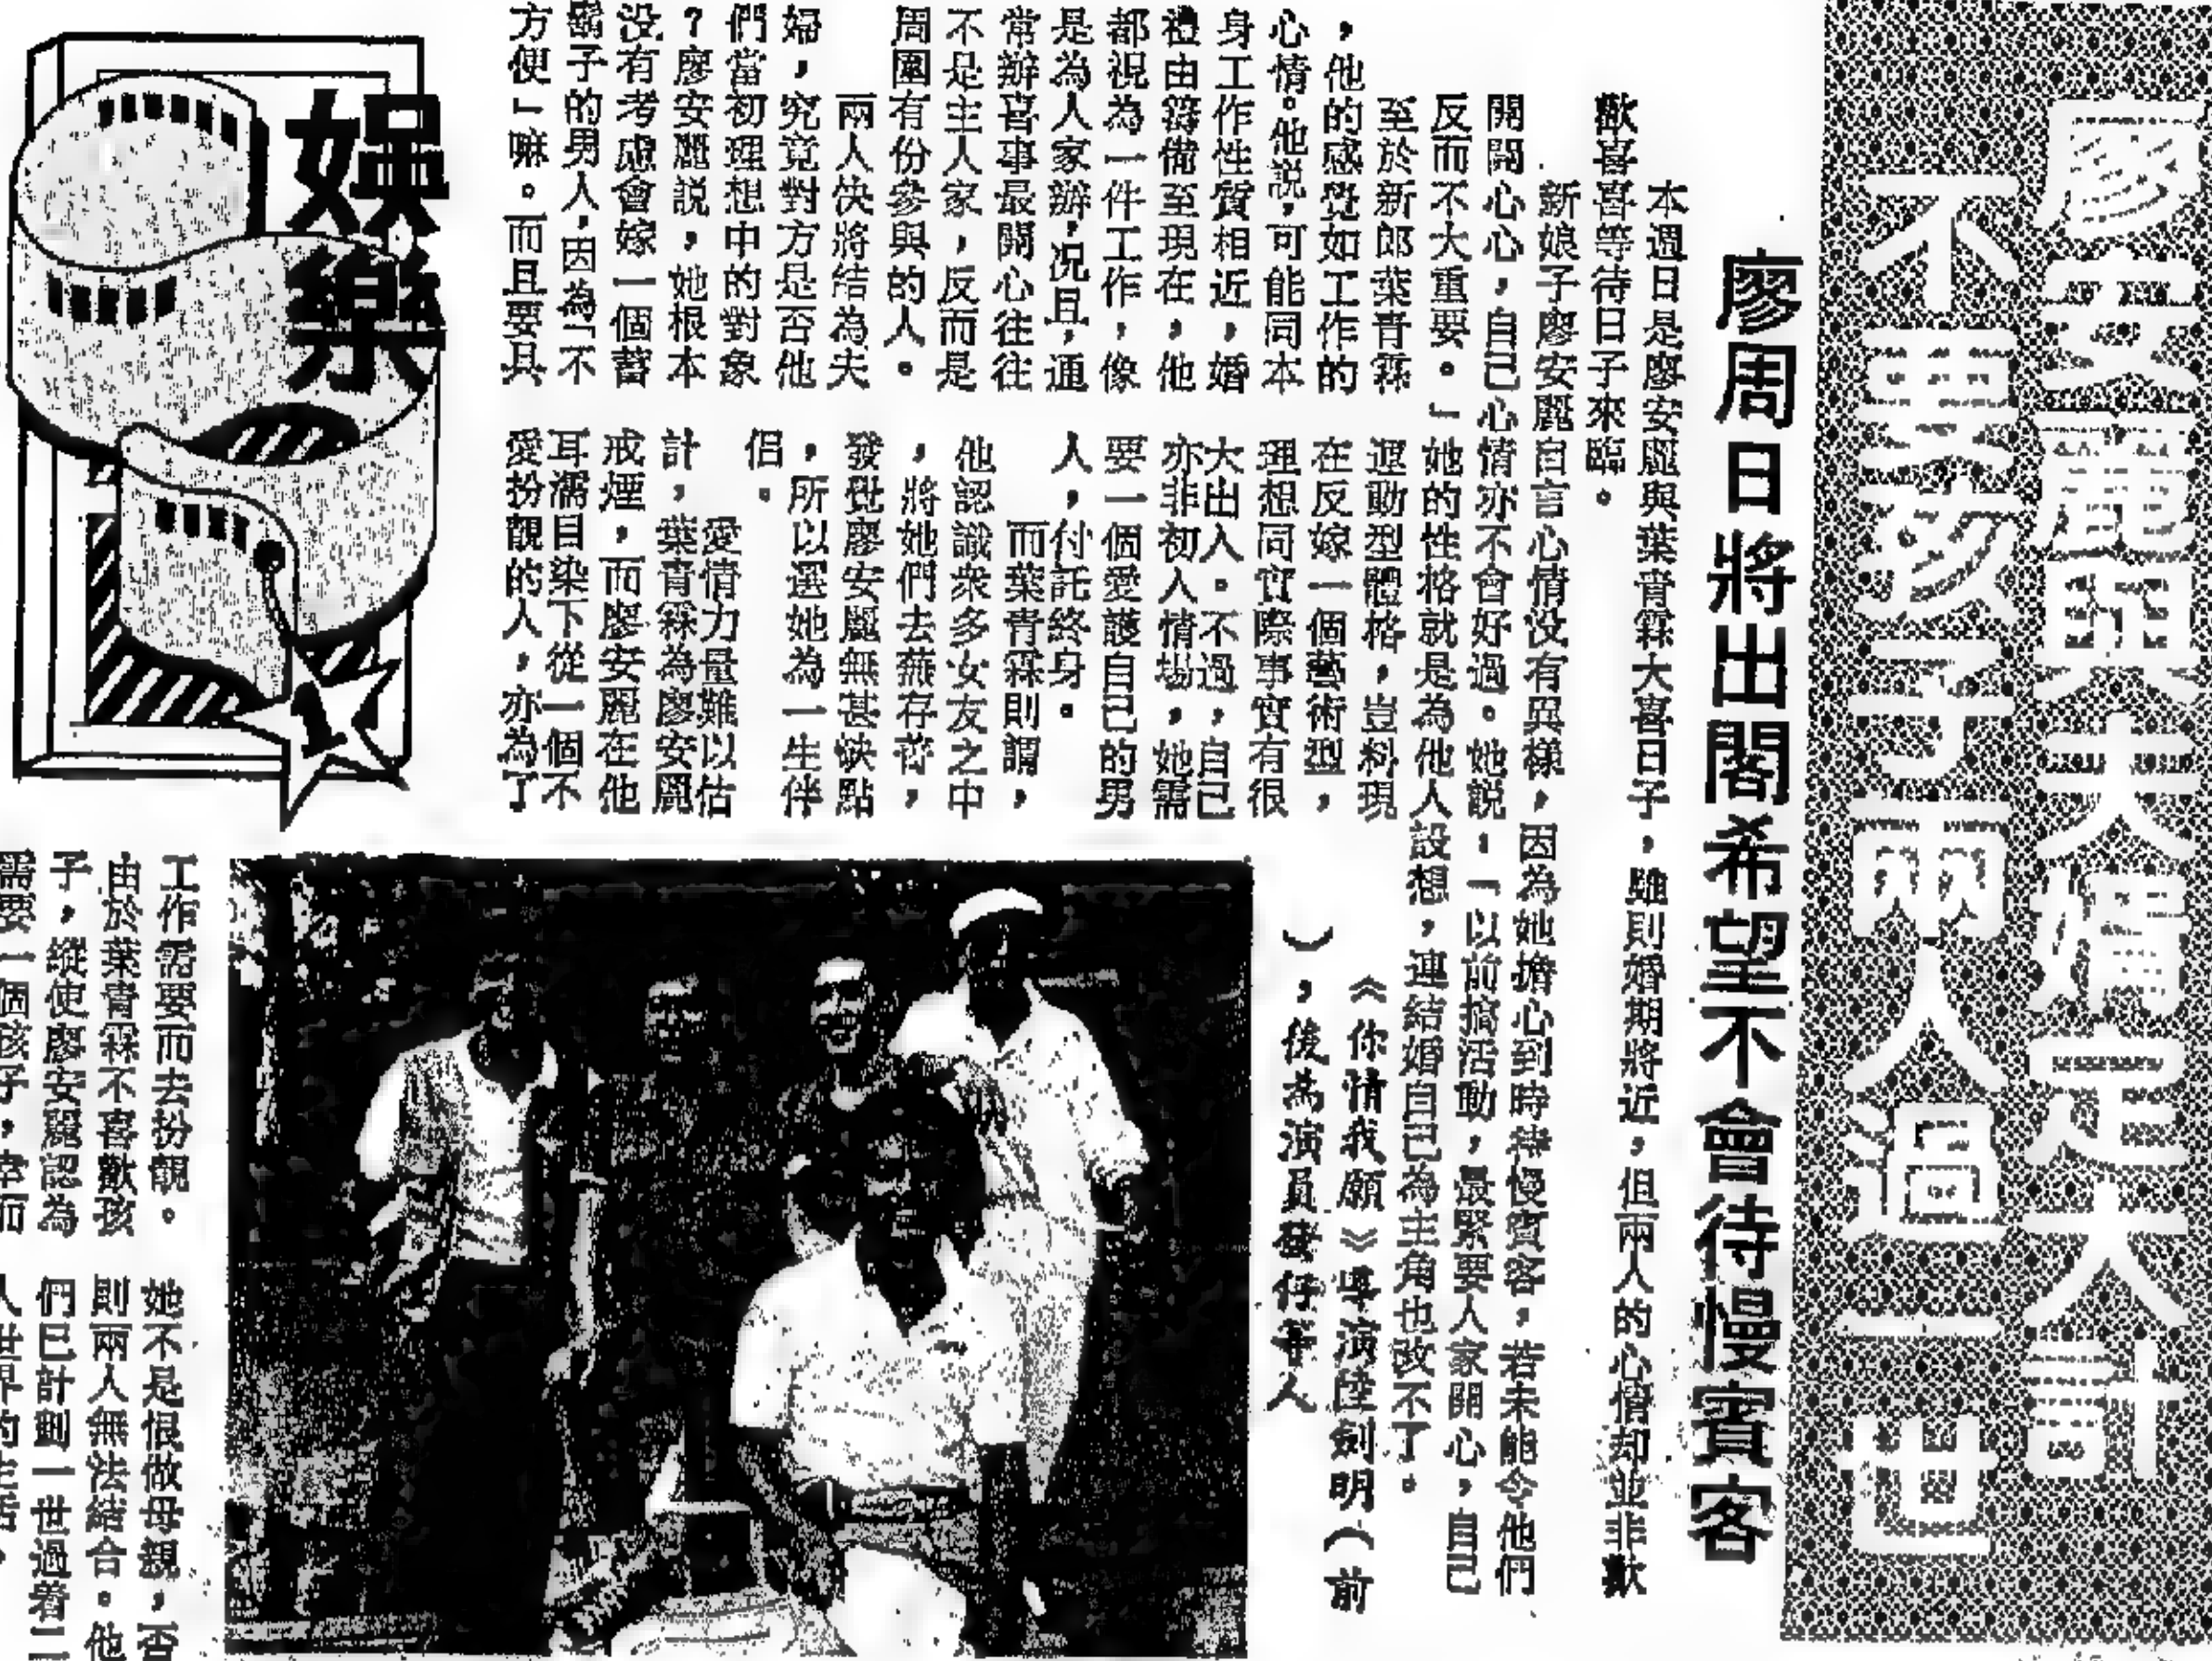 廖安麗與夫婿定大計
不要孩子兩人過一世
廖周日將出閣希望不會待慢賓客
本週日是廖安麗與葉青霖大喜日子，雖則婚期將近，但兩人的心情却並非歡
歡喜喜等待日子來臨。
新娘子廖安麗自言心情没有異樣，因為她擔心到時待慢賓客，若未能令他們
開開心心，自己心情亦不會好過。她說：「以前搞活動，最緊要人家開心，自己
反而不大重要。」她的性格就是為他人設想，連結婚自己為主角也改不了。
至於新郎葉青霖
，他的感覺如工作的
心情。他說，可能同本
身工作性質相近，婚
禮由籌備至現在，他
都視為一件工作，像
是為人家辦，况且，通
常辦喜事最開心往往
不是主人家，反而是
周圍有份參與的人。
兩人快將結為夫
婦，究竟對方是否他
們當初理想中的對象
？廖安麗說，她根本
没有考慮會嫁一個蓄
鬍子的男人，因為「不
方便」嘛。而且要具
運動型體格，豈料現
在反嫁一個藝術型，
理想同實際事實有很
大出入。不過，自己
亦非初入情場，她需
要一個愛護自己的男
人，付託終身。
而葉青霖則謂，
他認識衆多女友之中
，將她們去蕪存菁，
發覺廖安麗無甚缺點
，所以選她為一生伴
侣。
愛情力量難以估
計，葉青霖為廖安麗
戒煙，而廖安麗在他
耳濡目染下從一個不
愛扮靚的人，亦為了
工作需要而去扮靚。
由於葉青霖不喜歡孩
子，縱使廖安麗認為
需要一個孩子，幸而
她不是恨做母親，否
則兩人無法結合。他
們已計劃一世過着二
人世界的生活，
《你情我願》導演陸劍明（前
），後為演員發仔等人
娛樂
1